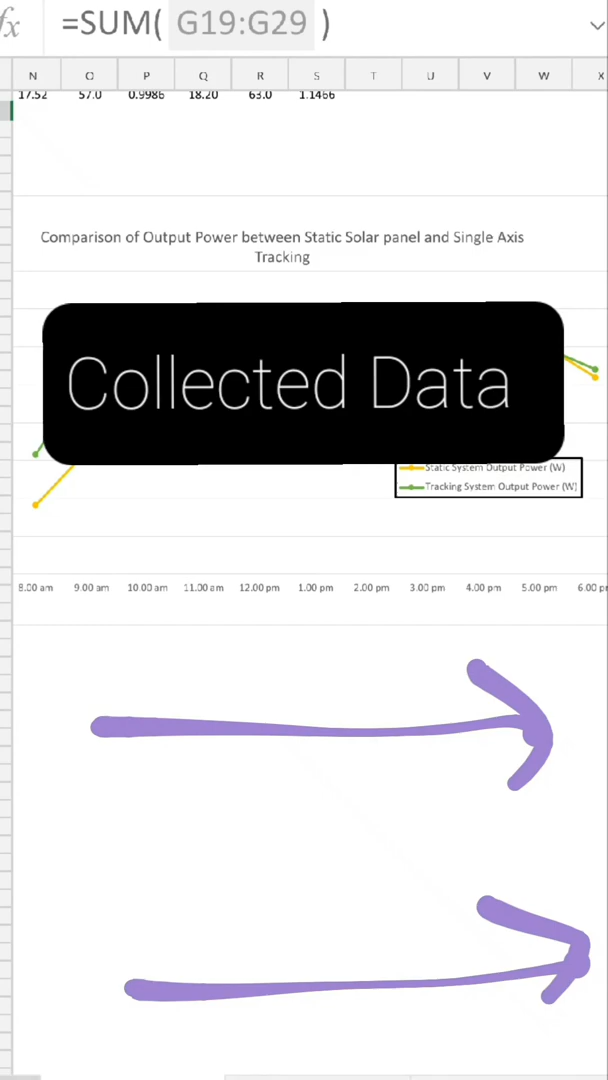 fx =SUM( G19:G29 )
N O P Q R S T U V W X
17.52 57.0 0.9986 18.20 63.0 1.1466
Comparison of Output Power between Static Solar panel and Single Axis
Tracking
Collected Data
Static System Output Power (W)
Tracking System Output Power (W)
8.00 am 9.00 am 10.00 am 11.00 am 12.00 pm 1.00 pm 2.00 pm 3.00 pm 4.00 pm 5.00 pm 6.00 p